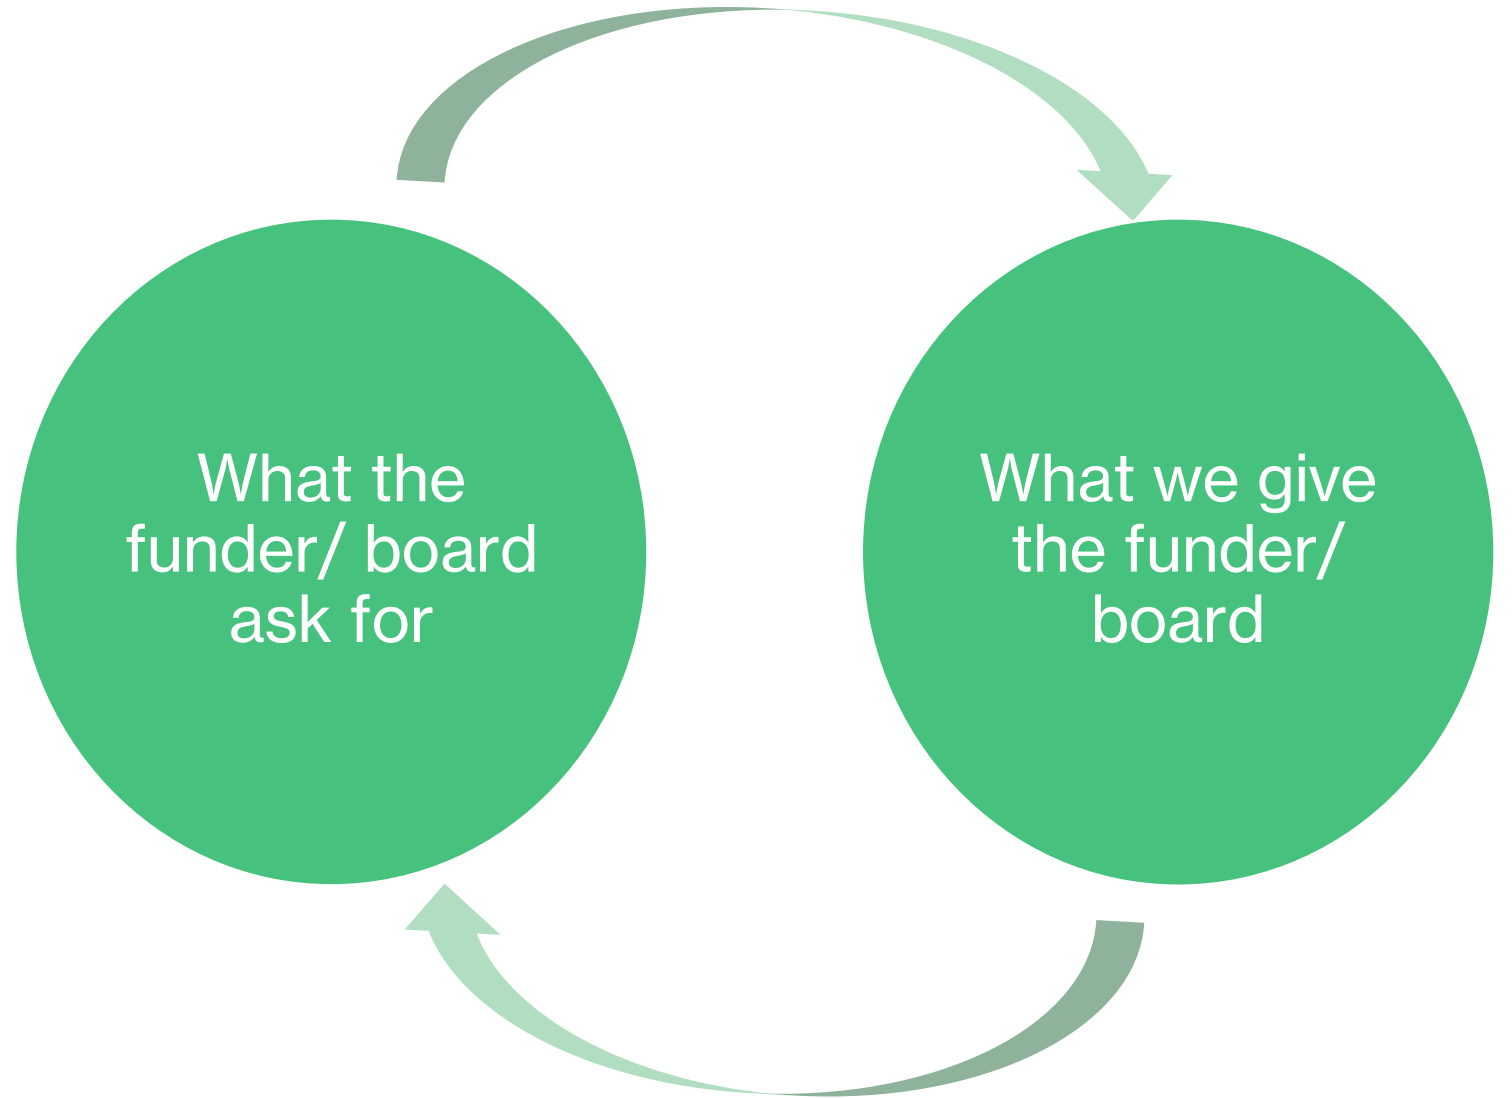 What the
funder/ board
ask for
What we give
the funder/
board